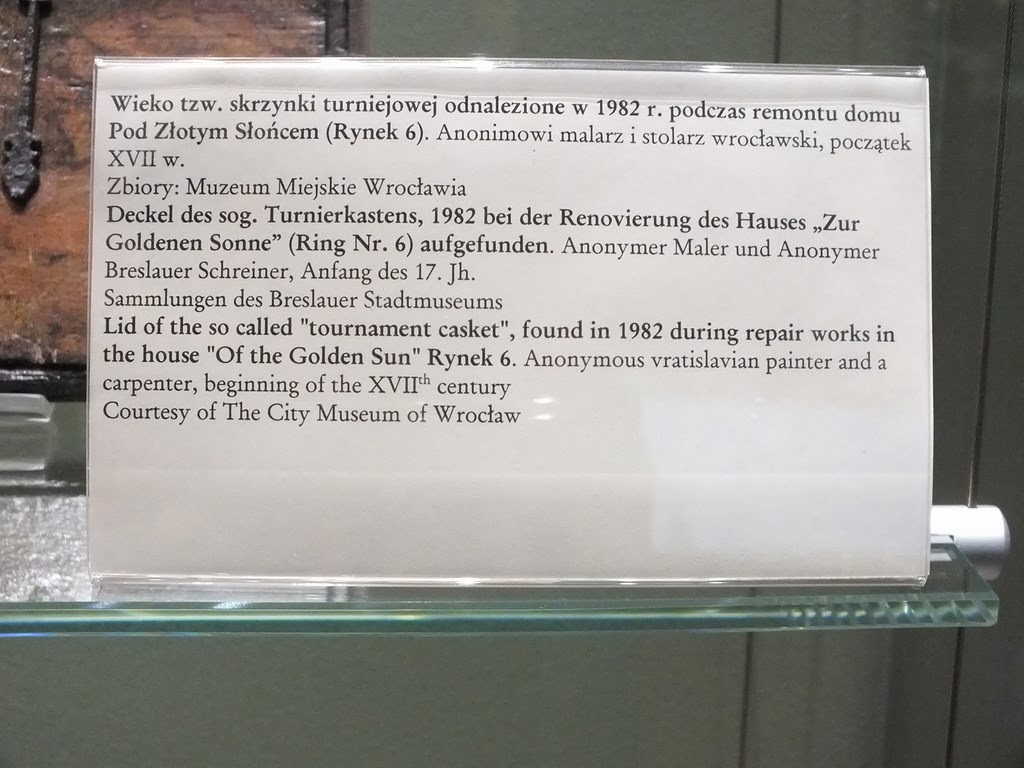 Wieko tzw. skrzynki turniejowej odnalezione w 1982 r. podczas remontu domu
Pod Złotym Słońcem (Rynek 6). Anonimowi malarz i stolarz wrocławski, początek
XVII w.
Zbiory: Muzeum Miejskie Wrocławia
Deckel des sog. Turnierkastens, 1982 bei der Renovierung des Hauses „Zur
Goldenen Sonne” (Ring Nr. 6) aufgefunden. Anonymer Maler und Anonymer
Breslauer Schreiner, Anfang des 17. Jh.
Sammlungen des Breslauer Stadtmuseums
Lid of the so called "tournament casket", found in 1982 during repair works in
the house "Of the Golden Sun" Rynek 6. Anonymous vratislavian painter and a
carpenter, beginning of the XVIIth century
Courtesy of The City Museum of Wrocław